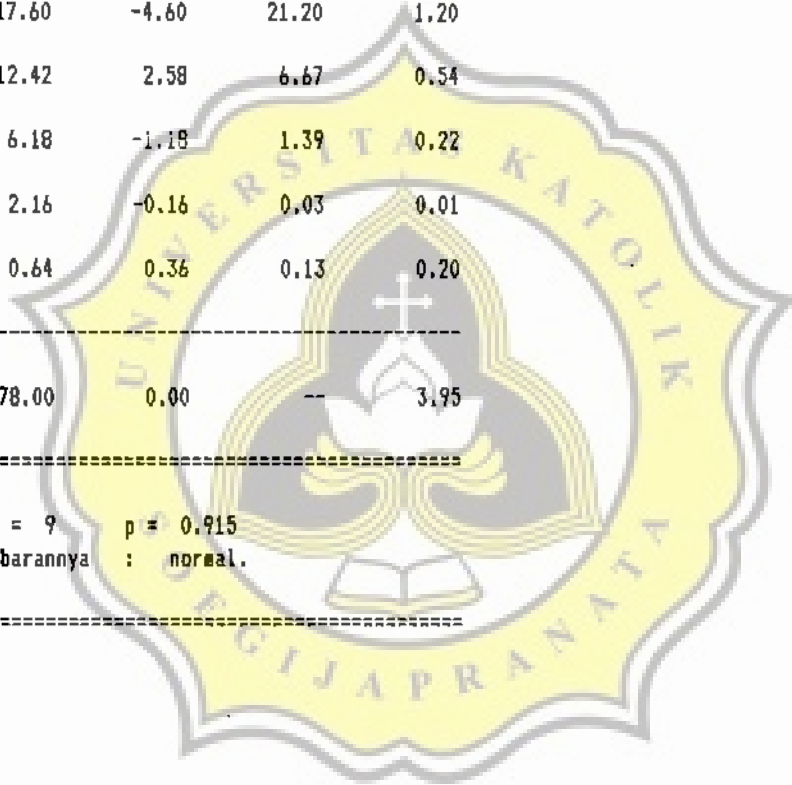 17.60 -4.60 21.20 1.20
12.42 2.58 6.67 0.54
6.18 -1.18 1.39 0.22
2.16 -0.16 0.03 0.01
0.64 0.36 0.13 0.20
78.00 0.00 -- 3.95
= 9 p = 0.915
barannya : normal.
UNIVERSITAS KATOLIK
SOEGIJAPRANATA